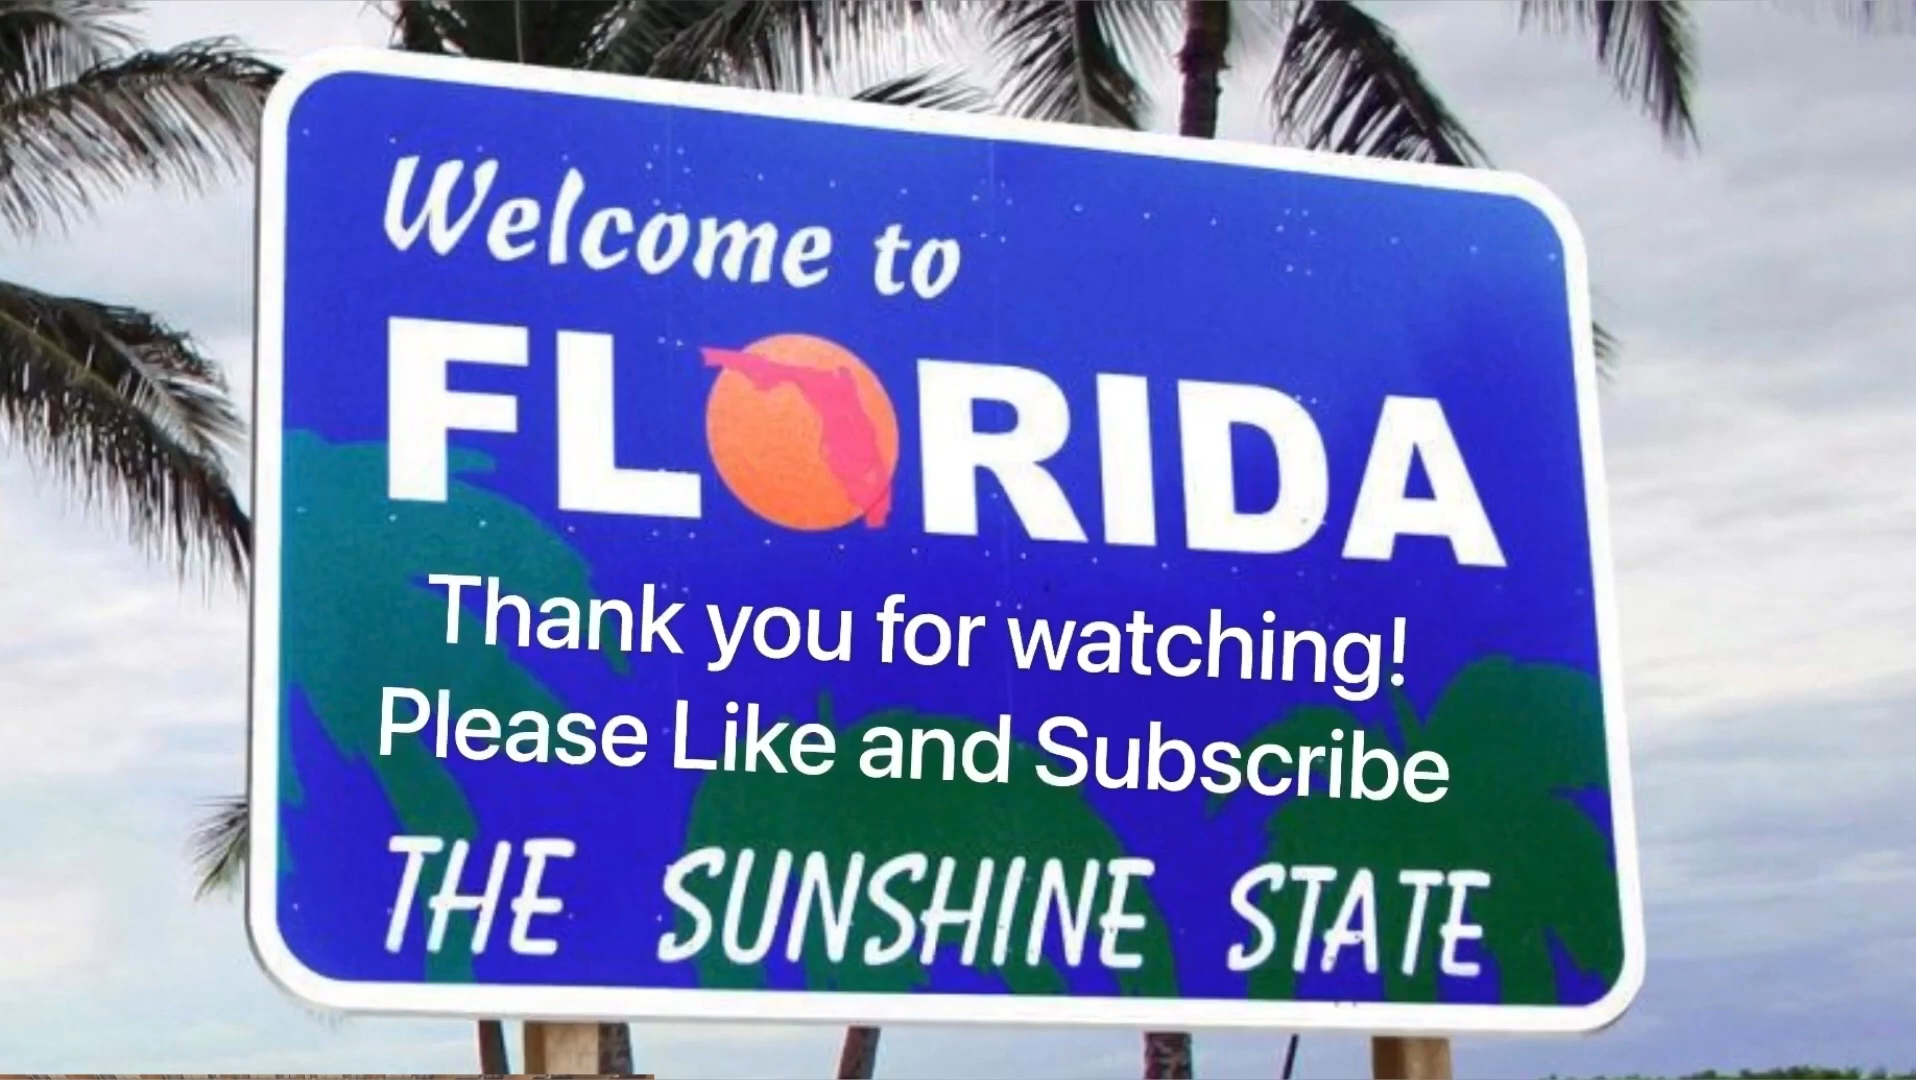 Welcome to
FLORIDA
Thank you for watching!
Please Like and Subscribe
THE SUNSHINE STATE